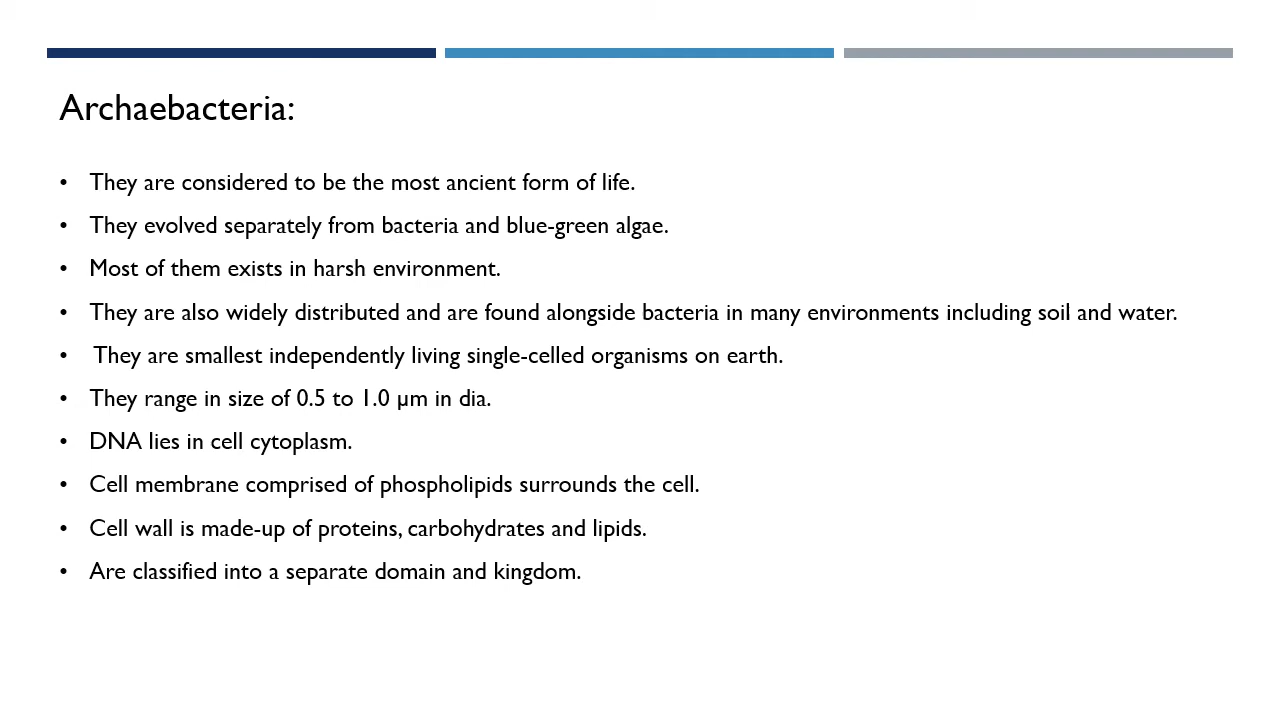 Archaebacteria:
• They are considered to be the most ancient form of life.
• They evolved separately from bacteria and blue-green algae.
• Most of them exists in harsh environment.
• They are also widely distributed and are found alongside bacteria in many environments including soil and water.
• They are smallest independently living single-celled organisms on earth.
• They range in size of 0.5 to 1.0 µm in dia.
• DNA lies in cell cytoplasm.
• Cell membrane comprised of phospholipids surrounds the cell.
• Cell wall is made-up of proteins, carbohydrates and lipids.
• Are classified into a separate domain and kingdom.